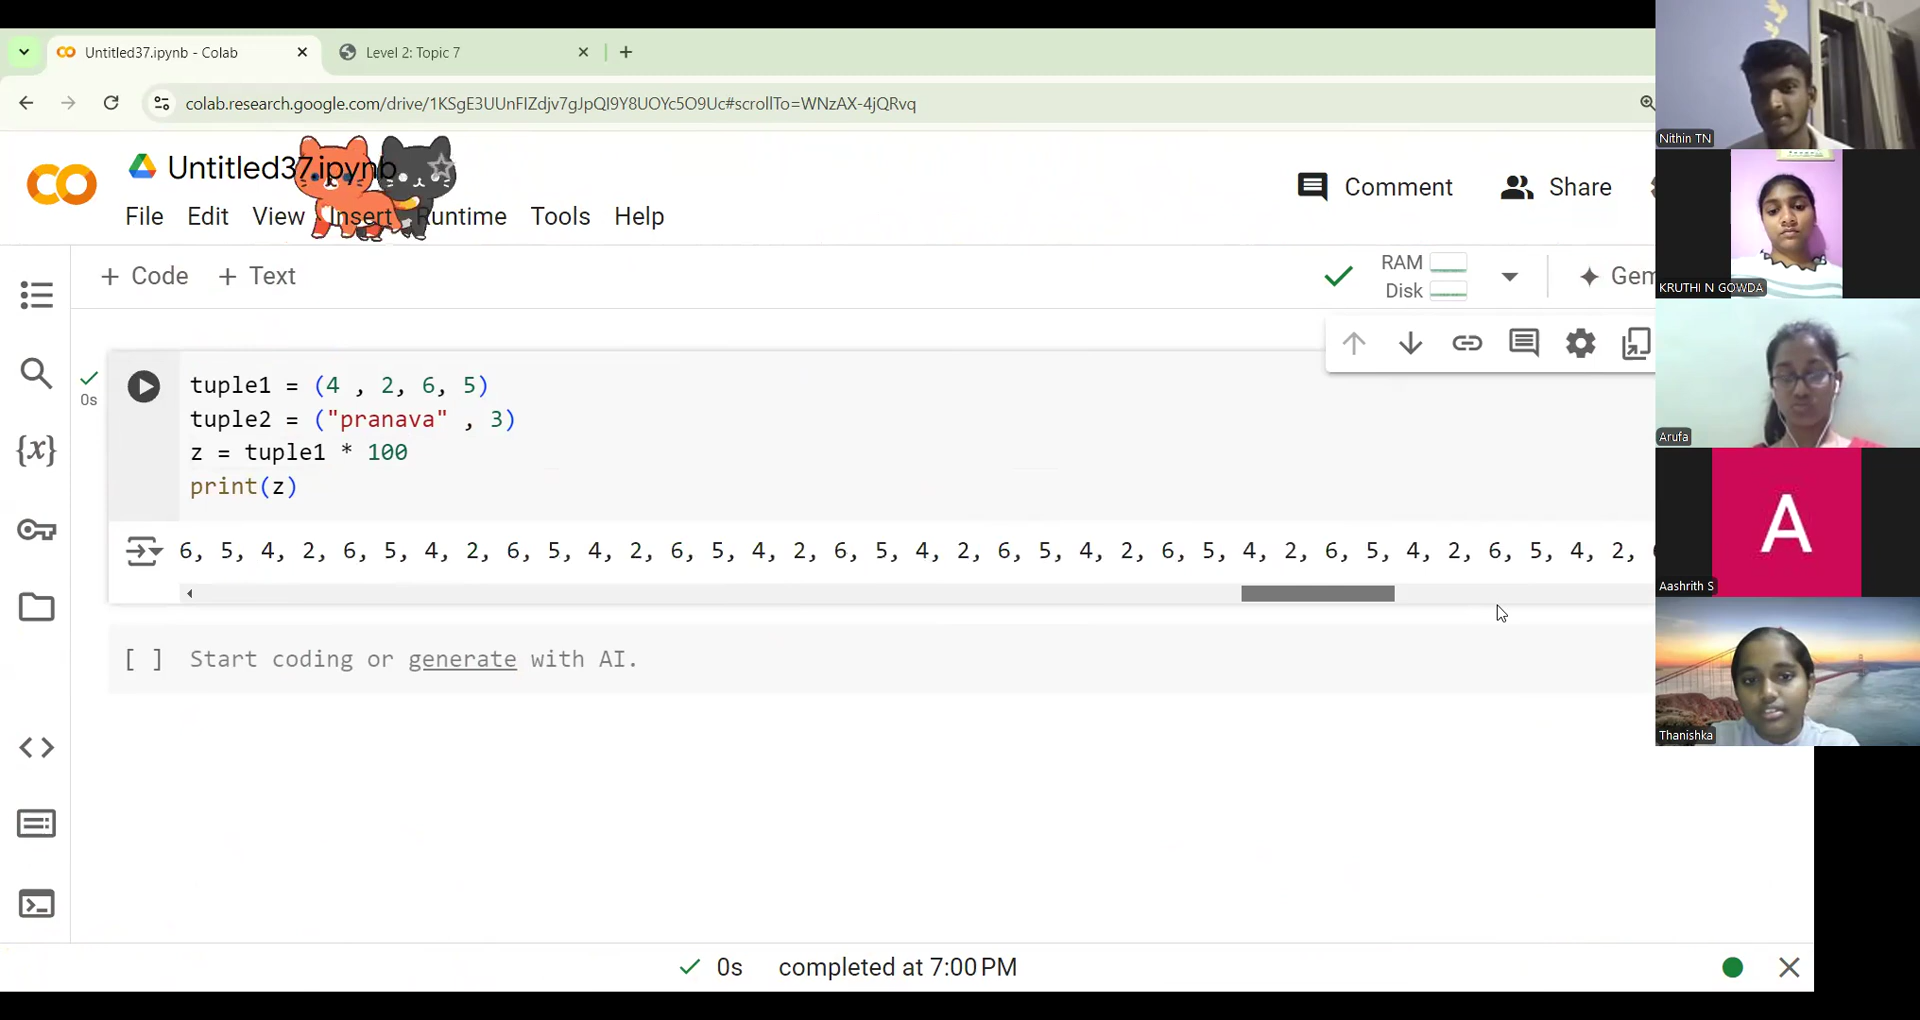 Untitled37.ipynb - Colab
Level 2: Topic 7
colab.research.google.com/drive/1KSgE3UUnFIZdjv7gJpQI9Y8UOYc5O9Uc#scrollTo=WNzAX-4jQRvq
Untitled37.ipynb
Comment
Share
File Edit View Insert Runtime Tools Help
+ Code + Text
RAM
Disk
Gem
0s
tuple1 = (4 , 2, 6, 5)
tuple2 = ("pranava" , 3)
z = tuple1 * 100
print(z)
6, 5, 4, 2, 6, 5, 4, 2, 6, 5, 4, 2, 6, 5, 4, 2, 6, 5, 4, 2, 6, 5, 4, 2, 6, 5, 4, 2, 6, 5, 4, 2, 6, 5, 4, 2,
[ ] Start coding or generate with AI.
0s completed at 7:00 PM
Nithin TN
KRUTHI N GOWDA
Arufa
A
Aashrith S
Thanishka